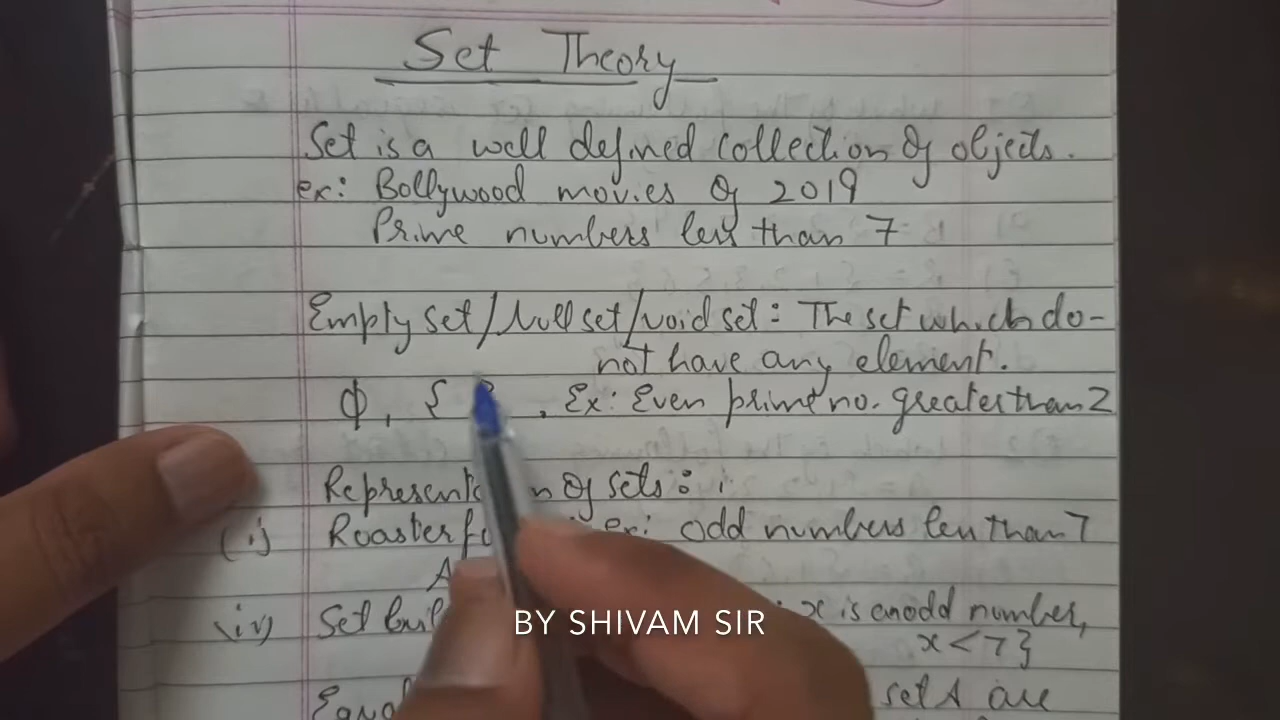 Set Theory
Set is a well defined collection of objects.
ex: Bollywood movies of 2019
Prime numbers less than 7
Empty set/Null set/void set: The set which do-
not have any element.
ϕ, { } . Ex: Even prime no. greater than 2
of sets:
(i) Roaster ex: odd numbers less than 7
A
(iv) Set x is an odd number,
x < 7}
set A are
BY SHIVAM SIR